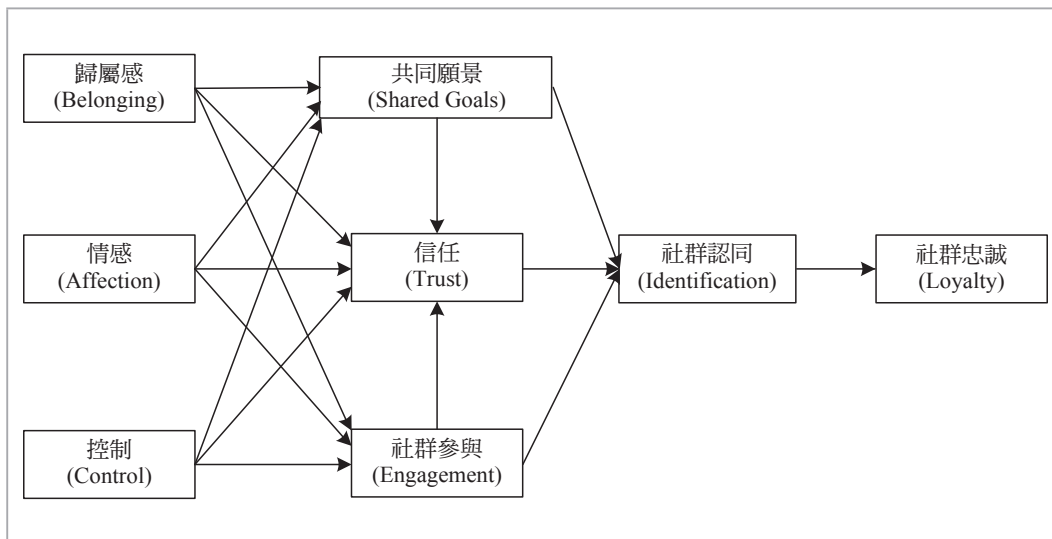 歸屬感
(Belonging)
共同願景
(Shared Goals)
情感
(Affection)
信任
(Trust)
社群認同
(Identification)
社群忠誠
(Loyalty)
控制
(Control)
社群參與
(Engagement)